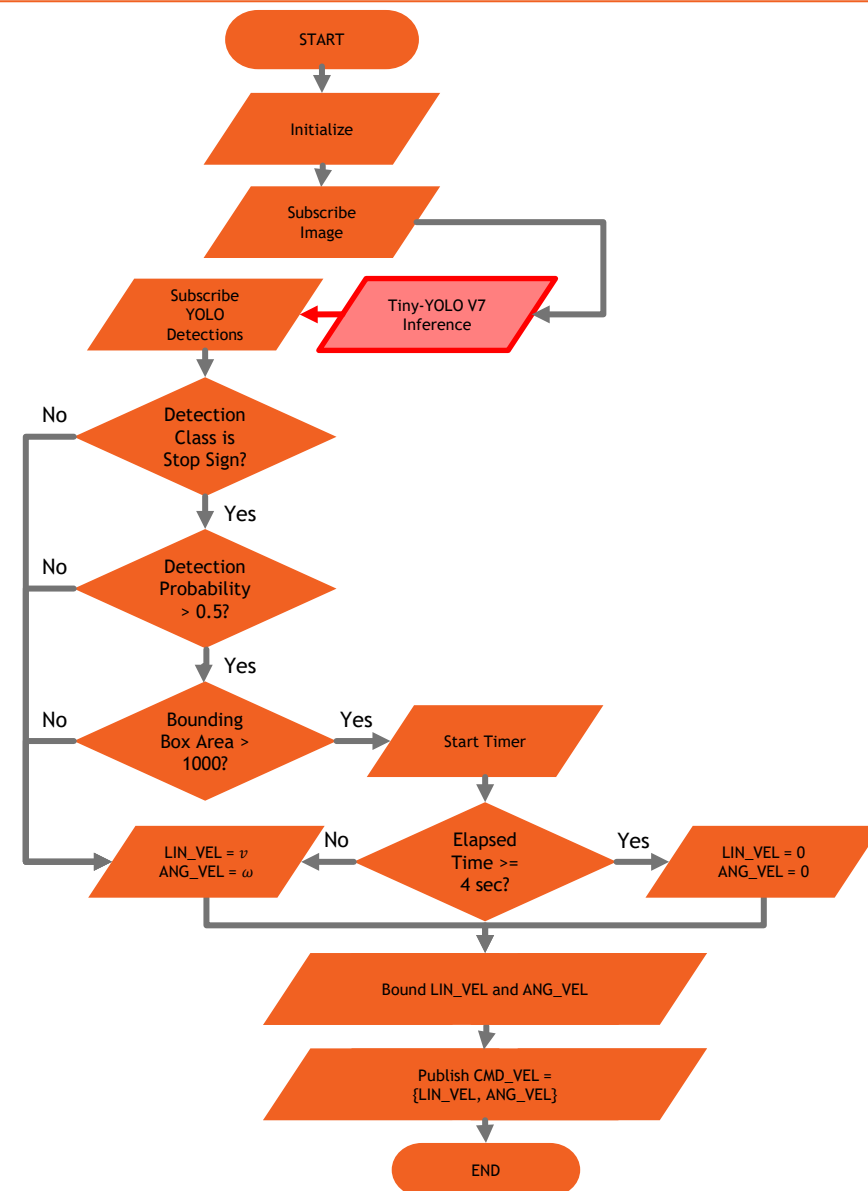 START
Initialize
Subscribe
Image
Tiny-YOLO V7
Inference
Subscribe
YOLO
Detections
No
Detection
Class is
Stop Sign?
Yes
No
Detection
Probability
> 0.5?
Yes
No
Bounding
Box Area >
1000?
Yes
Start Timer
LIN_VEL = 𝑣
ANG_VEL = 𝜔
No
Elapsed
Time >=
4 sec?
Yes
LIN_VEL = 0
ANG_VEL = 0
Bound LIN_VEL and ANG_VEL
Publish CMD_VEL =
{LIN_VEL, ANG_VEL}
END